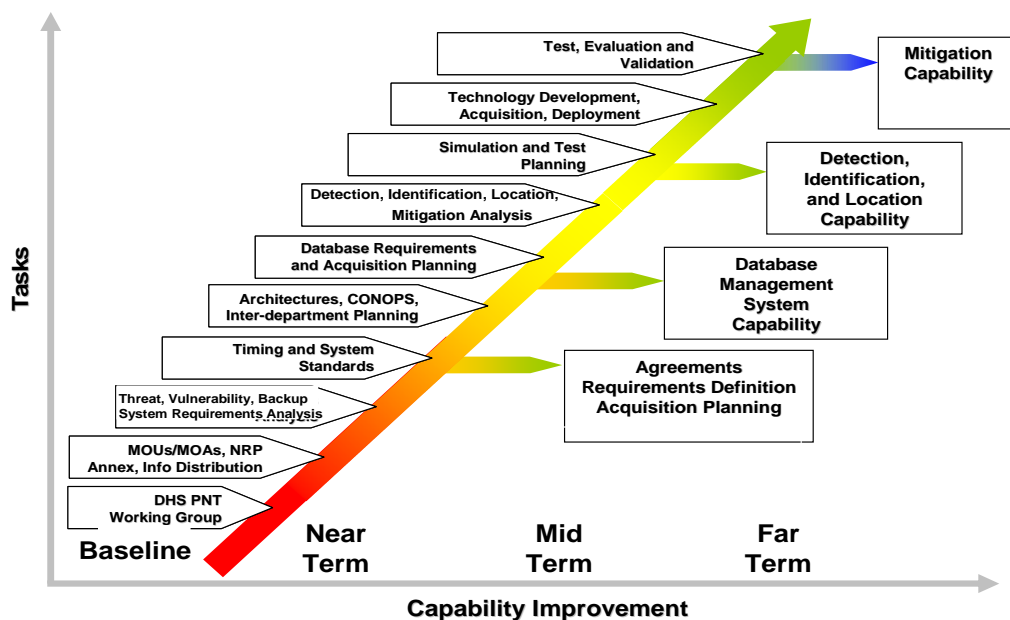 Test, Evaluation and
Validation
Mitigation
Capability
Technology Development,
Acquisition, Deployment
Simulation and Test
Planning
Detection,
Identification,
and Location
Capability
Detection, Identification, Location,
Mitigation Analysis
Database Requirements
and Acquisition Planning
Database
Management
System
Capability
Architectures, CONOPS,
Inter-department Planning
Timing and System
Standards
Agreements
Requirements Definition
Acquisition Planning
Threat, Vulnerability, Backup
System Requirements Analysis
MOUs/MOAs, NRP
Annex, Info Distribution
DHS PNT
Working Group
Tasks
Baseline
Near
Term
Mid
Term
Far
Term
Capability Improvement